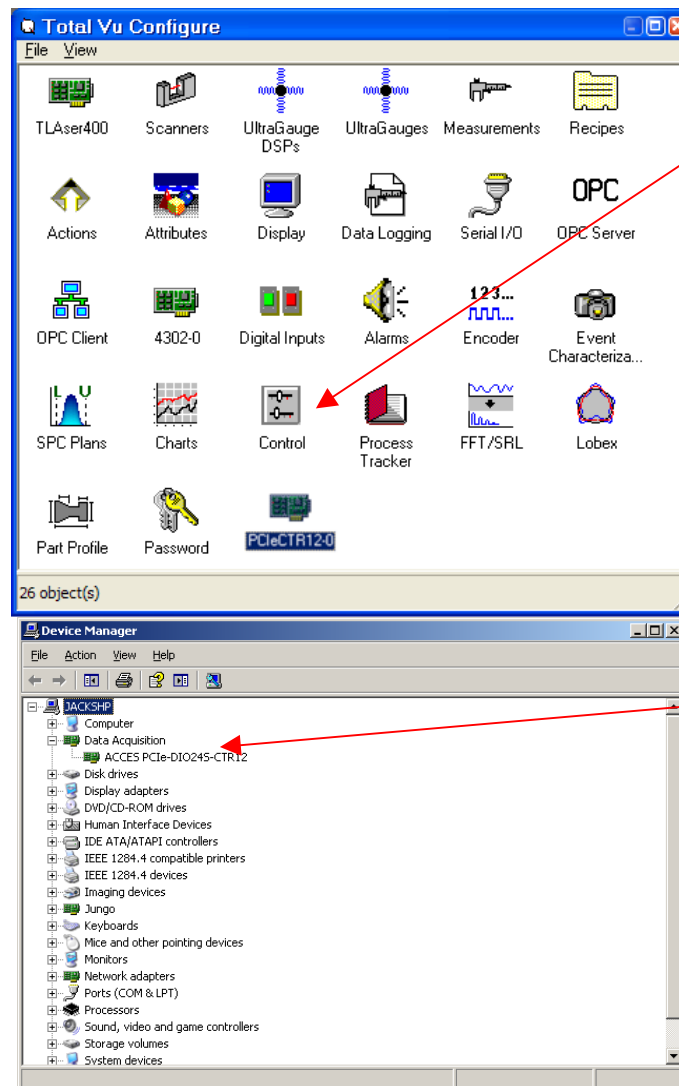 Total Vu Configure
File View
TLAser400 Scanners UltraGauge DSPs UltraGauges Measurements Recipes
Actions Attributes Display Data Logging Serial I/O OPC Server
OPC
OPC Client 4302-0 Digital Inputs Alarms Encoder Event Characteriza...
123...
SPC Plans Charts Control Process Tracker FFT/SRL Lobex
Part Profile Password PCIeCTR12-0
26 object(s)
Device Manager
File Action View Help
JACKSHP
Computer
Data Acquisition
ACCES PCIe-DIO24S-CTR12
Disk drives
Display adapters
DVD/CD-ROM drives
Human Interface Devices
IDE ATA/ATAPI controllers
IEEE 1284.4 compatible printers
IEEE 1284.4 devices
Imaging devices
Jungo
Keyboards
Mice and other pointing devices
Monitors
Network adapters
Ports (COM & LPT)
Processors
Sound, video and game controllers
Storage volumes
System devices